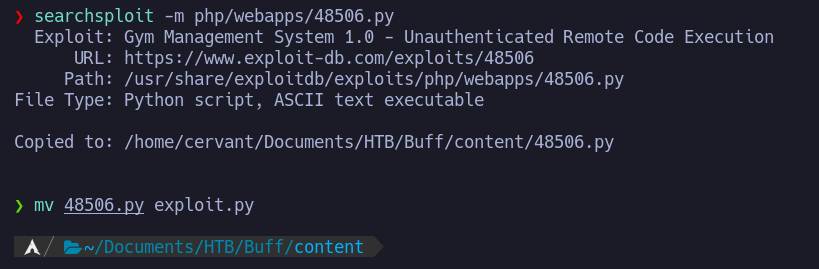 ❯ searchsploit -m php/webapps/48506.py
Exploit: Gym Management System 1.0 - Unauthenticated Remote Code Execution
URL: https://www.exploit-db.com/exploits/48506
Path: /usr/share/exploitdb/exploits/php/webapps/48506.py
File Type: Python script, ASCII text executable
Copied to: /home/cervant/Documents/HTB/Buff/content/48506.py
❯ mv 48506.py exploit.py
~/Documents/HTB/Buff/content